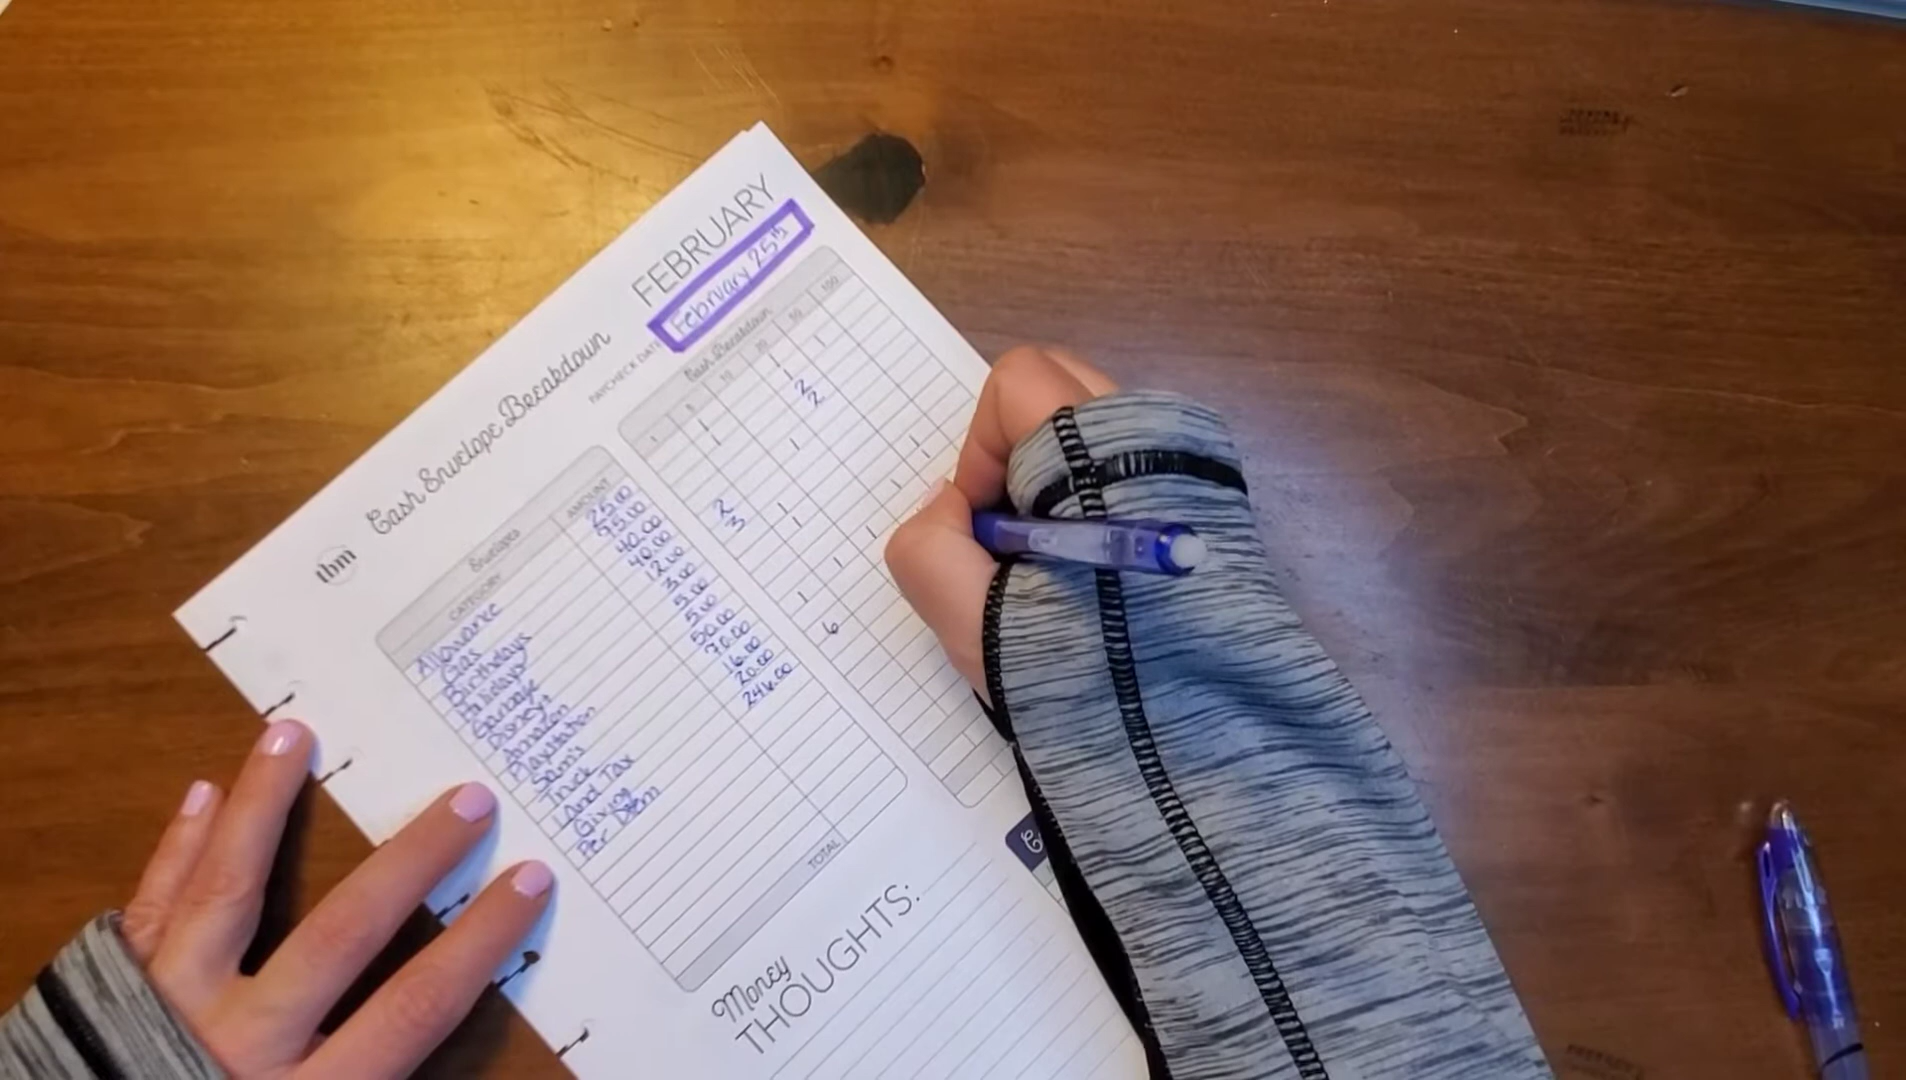 FEBRUARY
February 25th
PAYCHECK DATE
tbm
Cash Envelope Breakdown
Cash Breakdown
1 5 10 20 50 100
Envelopes
CATEGORY AMOUNT
Allowance 25.00
Gas 95.00
Birthdays 40.00
Holidays 40.00
Garbage 12.00
Disney+ 3.00
Amazon 5.00
Playstation 5.00
Sam's 50.00
Truck 70.00
Land Tax 16.00
Giving 20.00
Per Diem 246.00
TOTAL
Money
THOUGHTS: